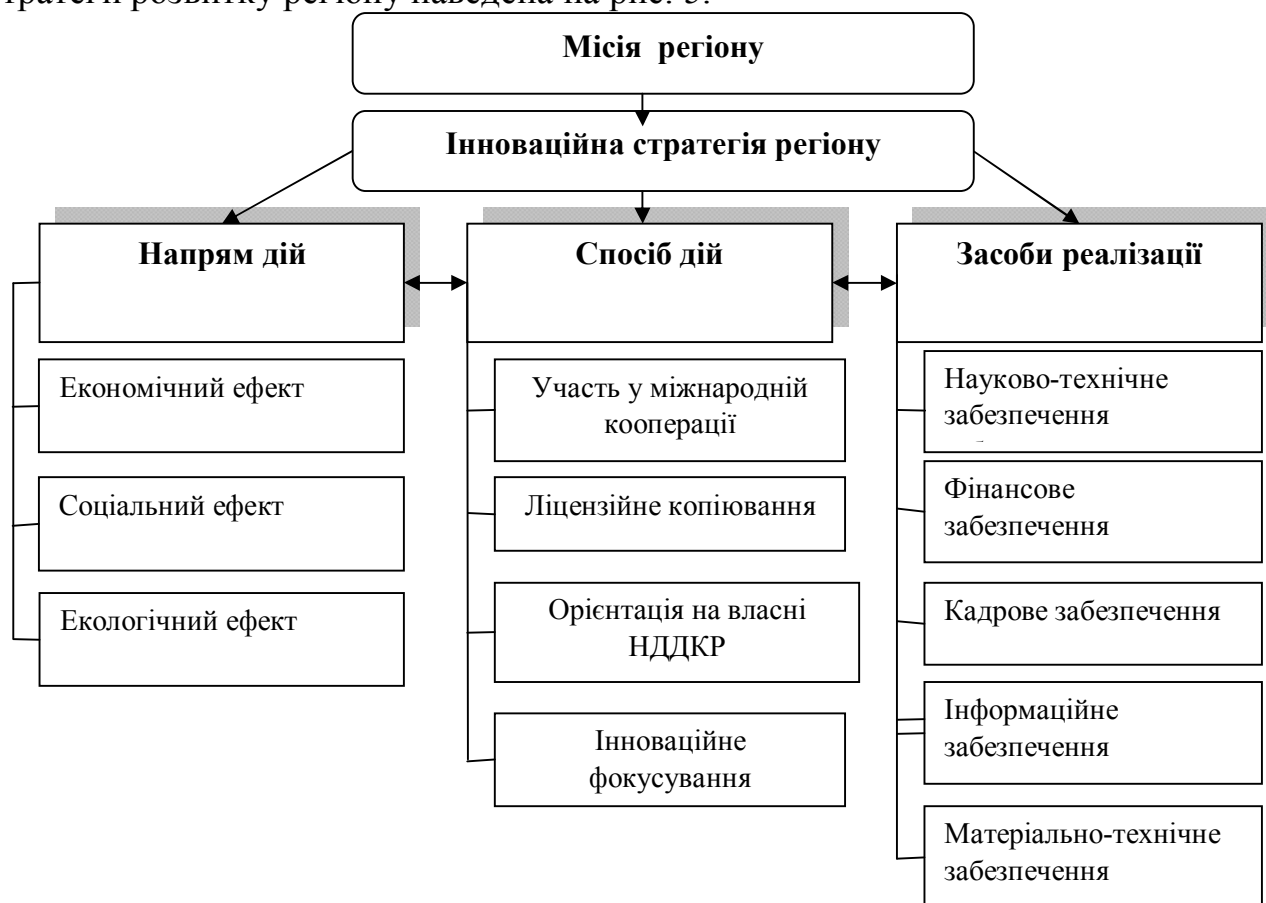 стратегії розвитку регіону наведена на рис. 3.
Місія регіону
Інноваційна стратегія регіону
Напрям дій
Спосіб дій
Засоби реалізації
Економічний ефект
Соціальний ефект
Екологічний ефект
Участь у міжнародній
кооперації
Ліцензійне копіювання
Орієнтація на власні
НДДКР
Інноваційне
фокусування
Науково-технічне
забезпечення
Фінансове
забезпечення
Кадрове забезпечення
Інформаційне
забезпечення
Матеріально-технічне
забезпечення